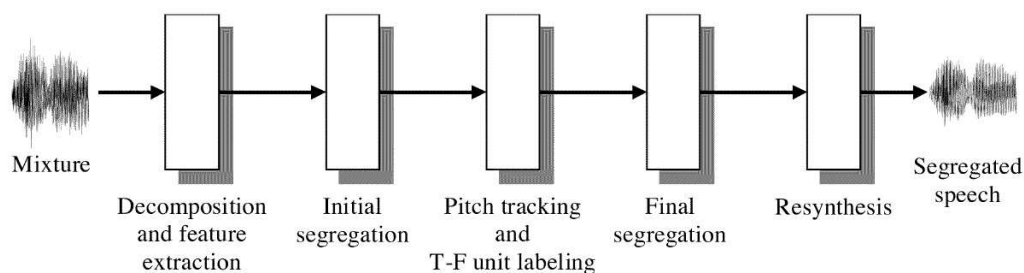 Mixture
Decomposition
and feature
extraction
Initial
segregation
Pitch tracking
and
T-F unit labeling
Final
segregation
Resynthesis
Segregated
speech